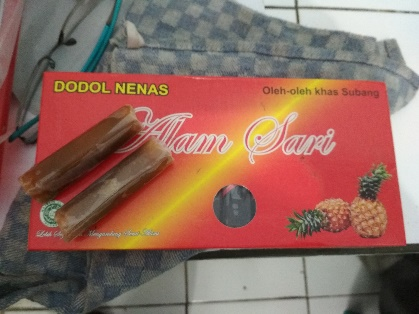 DODOL NENAS
Oleh-oleh khas Subang
Alam Sari